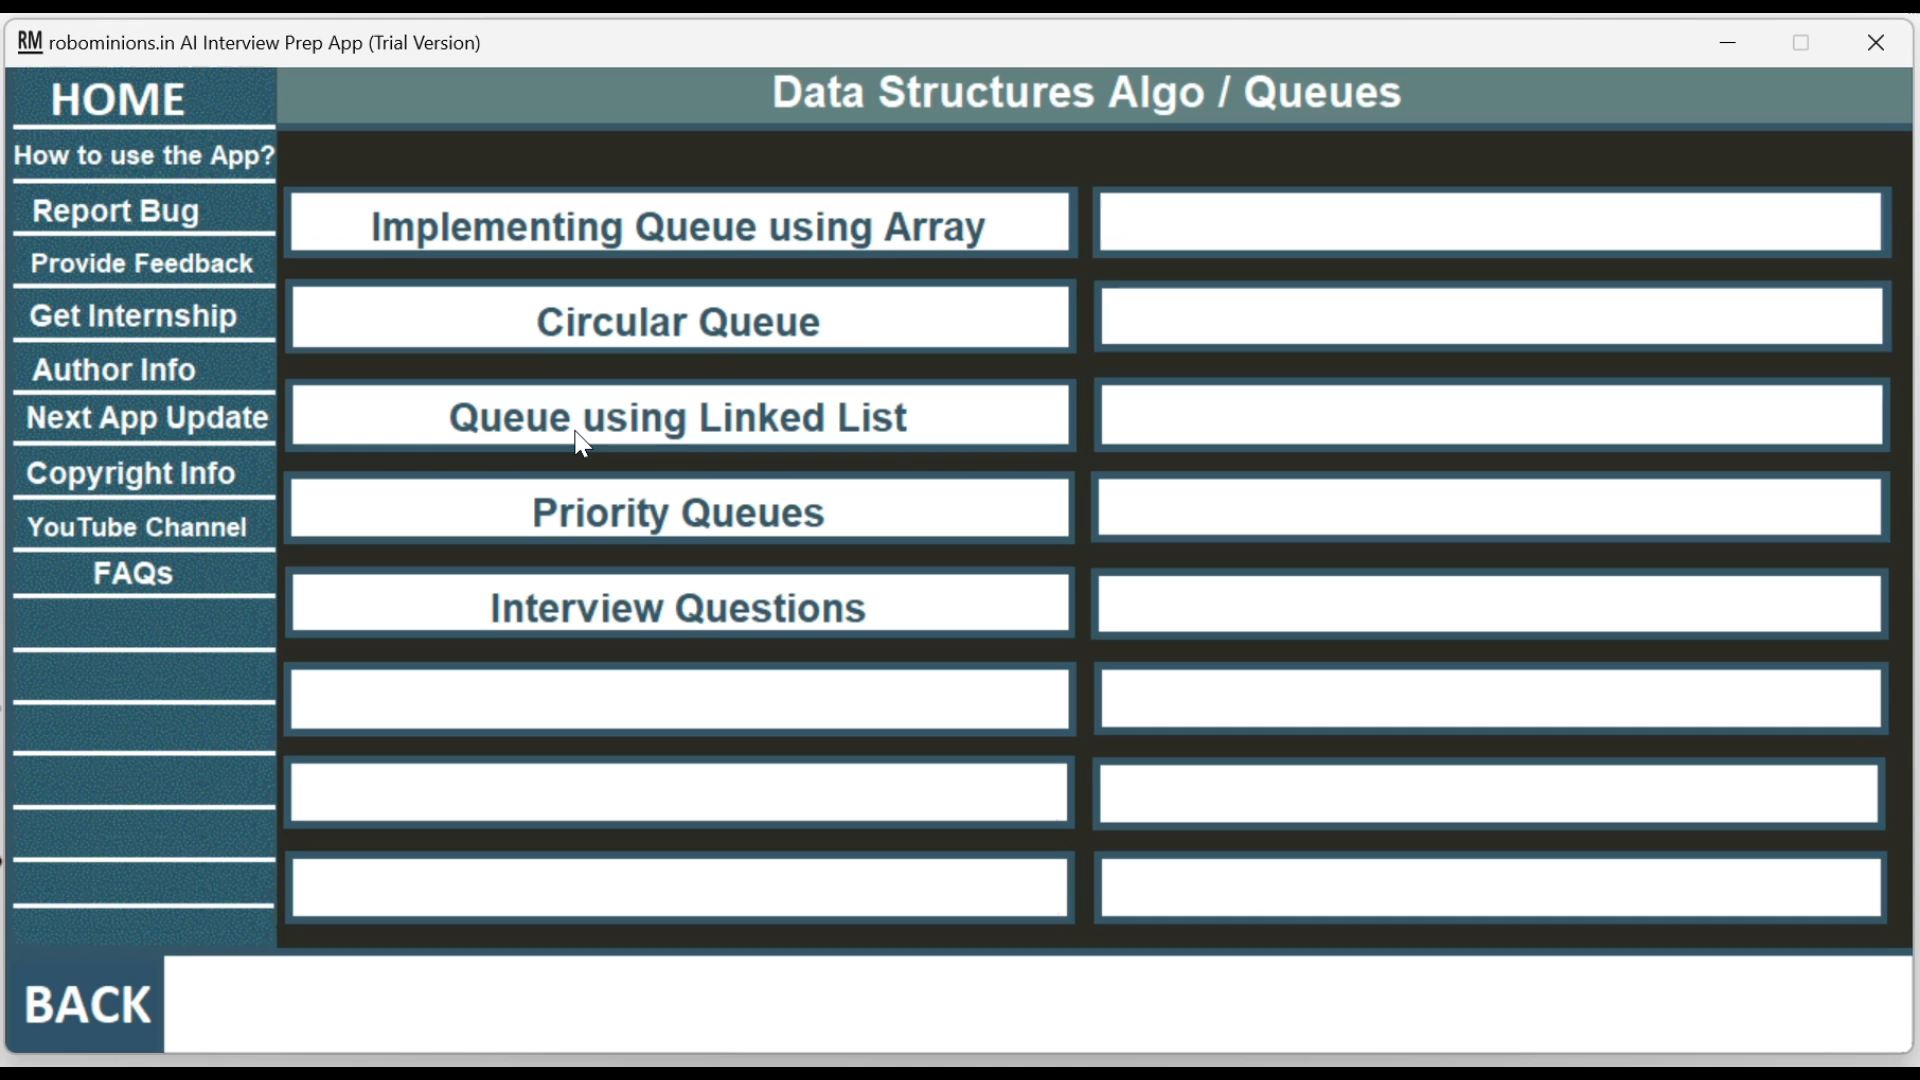 RM robominions.in AI Interview Prep App (Trial Version)
HOME
Data Structures Algo / Queues
How to use the App?
Report Bug
Provide Feedback
Get Internship
Author Info
Next App Update
Copyright Info
YouTube Channel
FAQs
Implementing Queue using Array
Circular Queue
Queue using Linked List
Priority Queues
Interview Questions
BACK